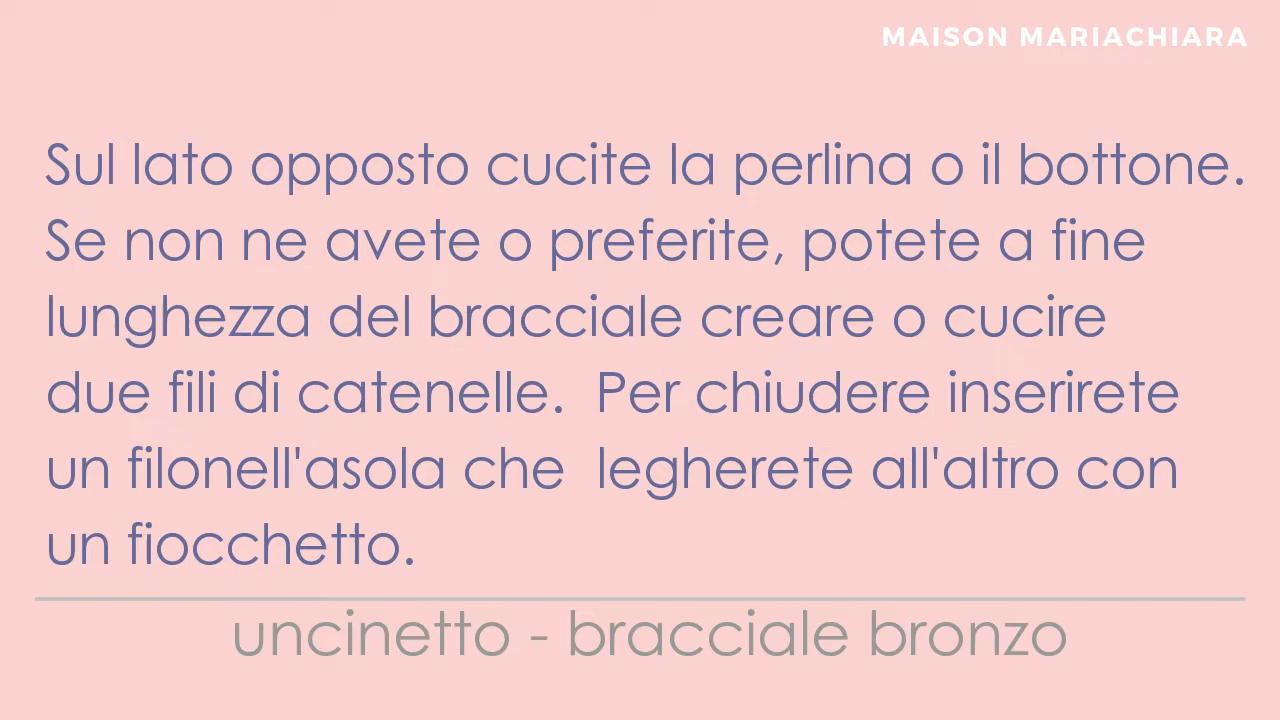 MAISON MARIACHIARA
Sul lato opposto cucite la perlina o il bottone.
Se non ne avete o preferite, potete a fine
lunghezza del bracciale creare o cucire
due fili di catenelle.  Per chiudere inserirete
un filonell'asola che  legherete all'altro con
un fiocchetto.
uncinetto - bracciale bronzo